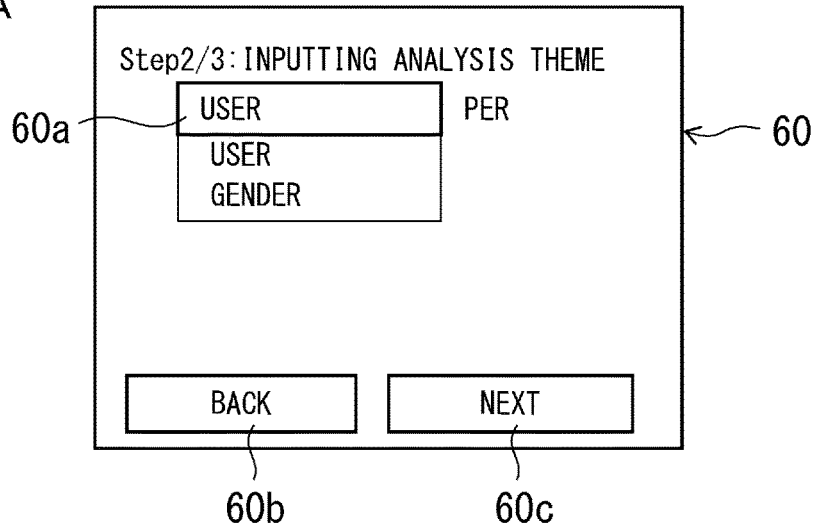 A
Step2/3:INPUTTING ANALYSIS THEME
USER PER
60a
60
USER
GENDER
BACK NEXT
60b 60c